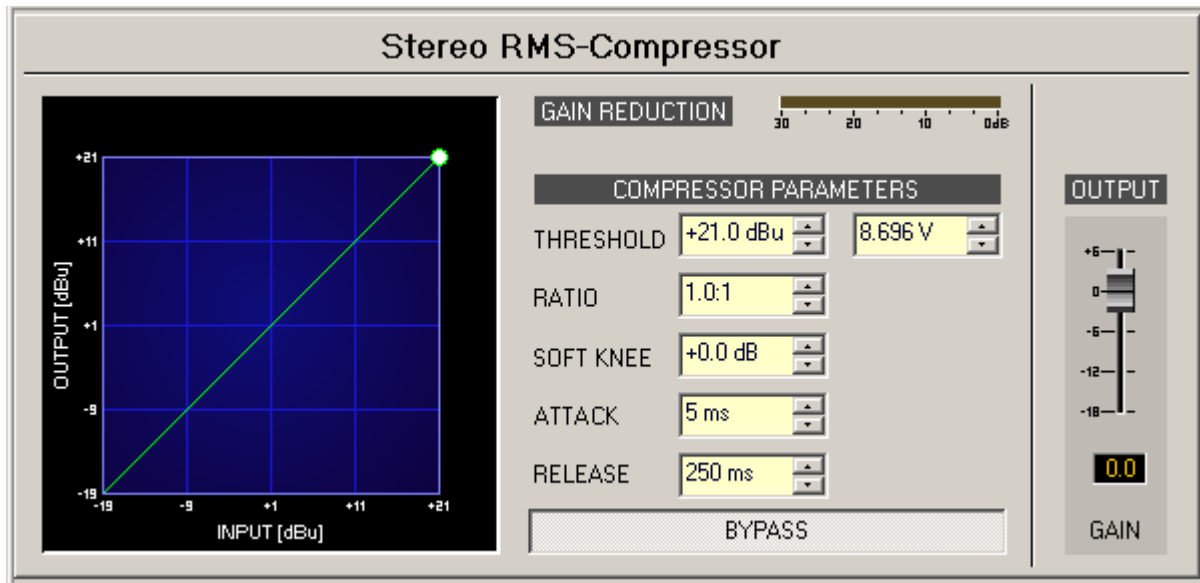 Stereo RMS-Compressor
+21
+11
+1
-9
-19
OUTPUT [dBu]
-19 -9 +1 +11 +21
INPUT [dBu]
GAIN REDUCTION
30 20 10 0dB
COMPRESSOR PARAMETERS
THRESHOLD +21.0 dBu 8.696 V
RATIO 1.0:1
SOFT KNEE +0.0 dB
ATTACK 5 ms
RELEASE 250 ms
BYPASS
OUTPUT
+6
0
-6
-12
-18
0.0
GAIN